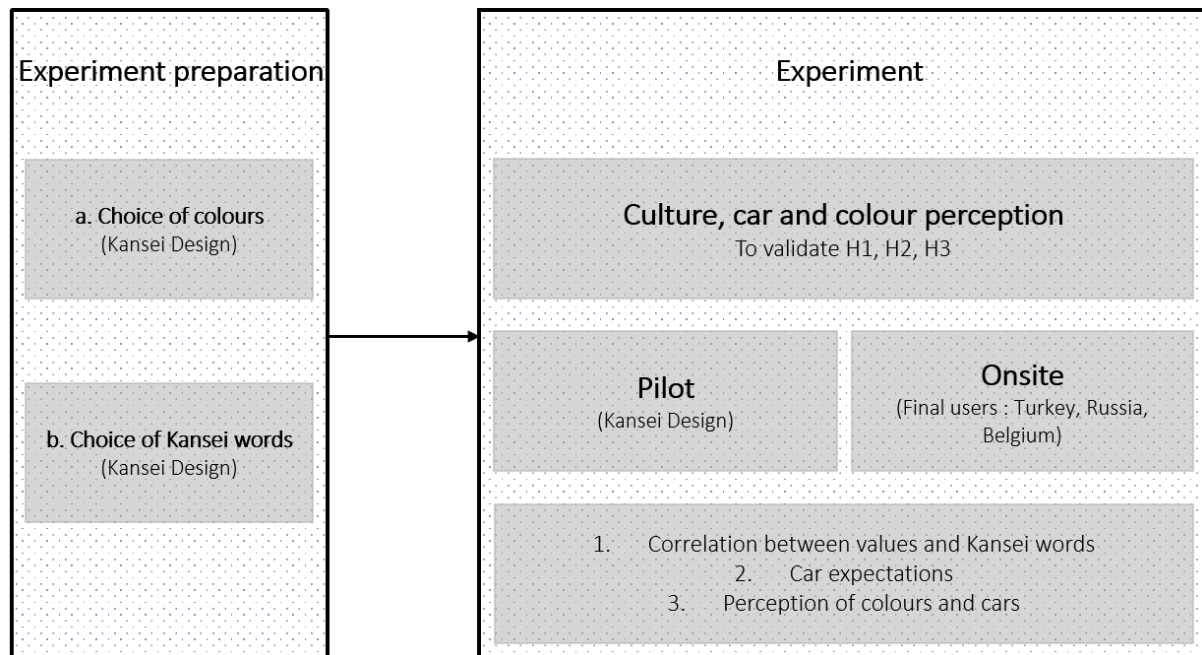 Experiment preparation
a. Choice of colours
(Kansei Design)
b. Choice of Kansei words
(Kansei Design)
Experiment
Culture, car and colour perception
To validate H1, H2, H3
Pilot
(Kansei Design)
Onsite
(Final users : Turkey, Russia,
Belgium)
1. Correlation between values and Kansei words
2. Car expectations
3. Perception of colours and cars